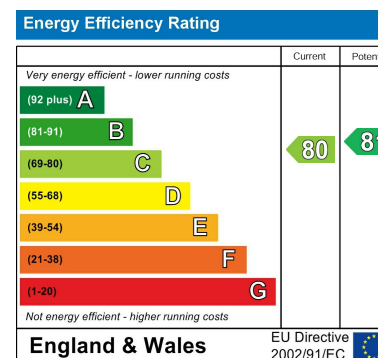 Energy Efficiency Rating
Current
Very energy efficient - lower running costs
(92 plus) A
(81-91) B
(69-80) C
(55-68) D
(39-54) E
(21-38) F
(1-20) G
80
Not energy efficient - higher running costs
England & Wales
EU Directive
2002/91/EC